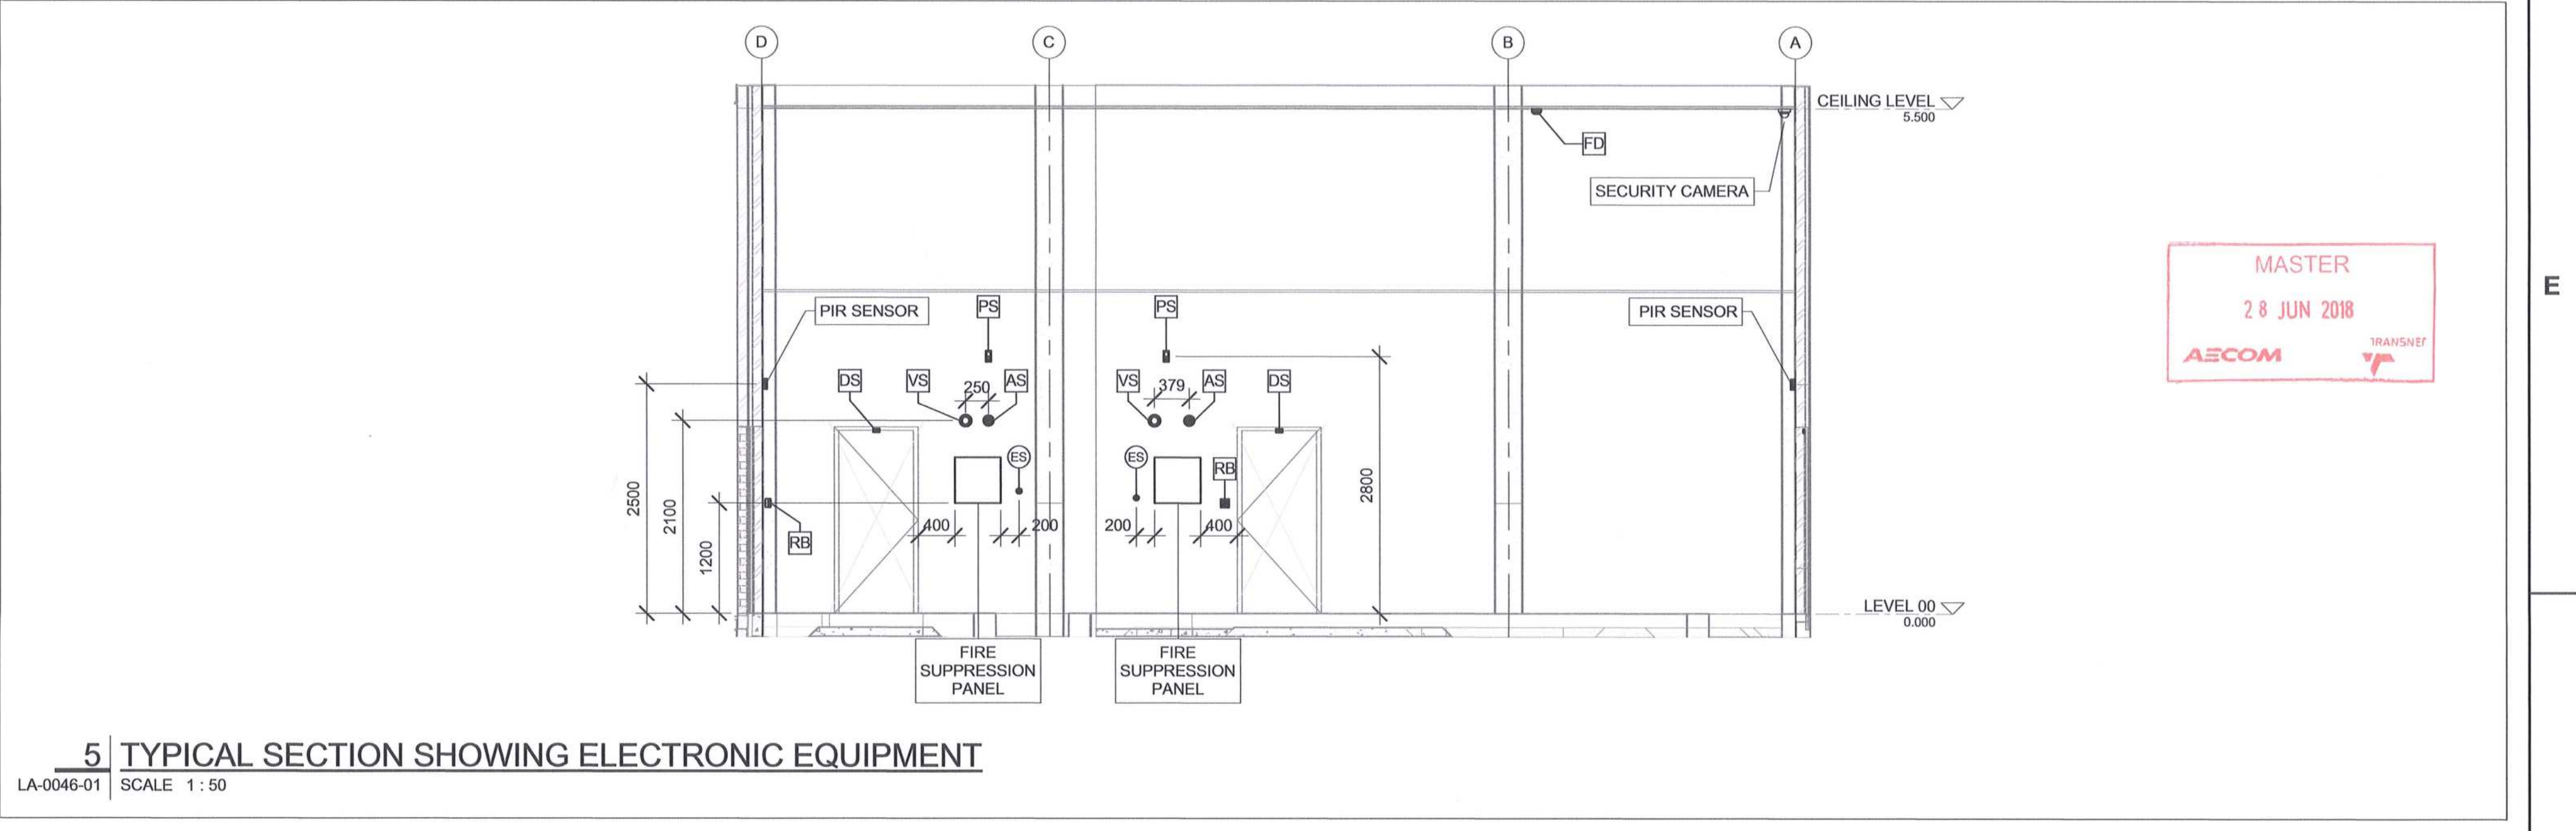 D
C
B
A
CEILING LEVEL
5.500
FD
SECURITY CAMERA
E
MASTER
28 JUN 2018
AECOM
TRANSNET
PIR SENSOR
PS
PS
PIR SENSOR
DS
VS
250
AS
VS
379
AS
DS
ES
ES
RB
2500
2100
1200
2800
RB
400
200
200
400
LEVEL 00
0.000
FIRE
SUPPRESSION
PANEL
FIRE
SUPPRESSION
PANEL
5 TYPICAL SECTION SHOWING ELECTRONIC EQUIPMENT
LA-0046-01 SCALE 1 : 50